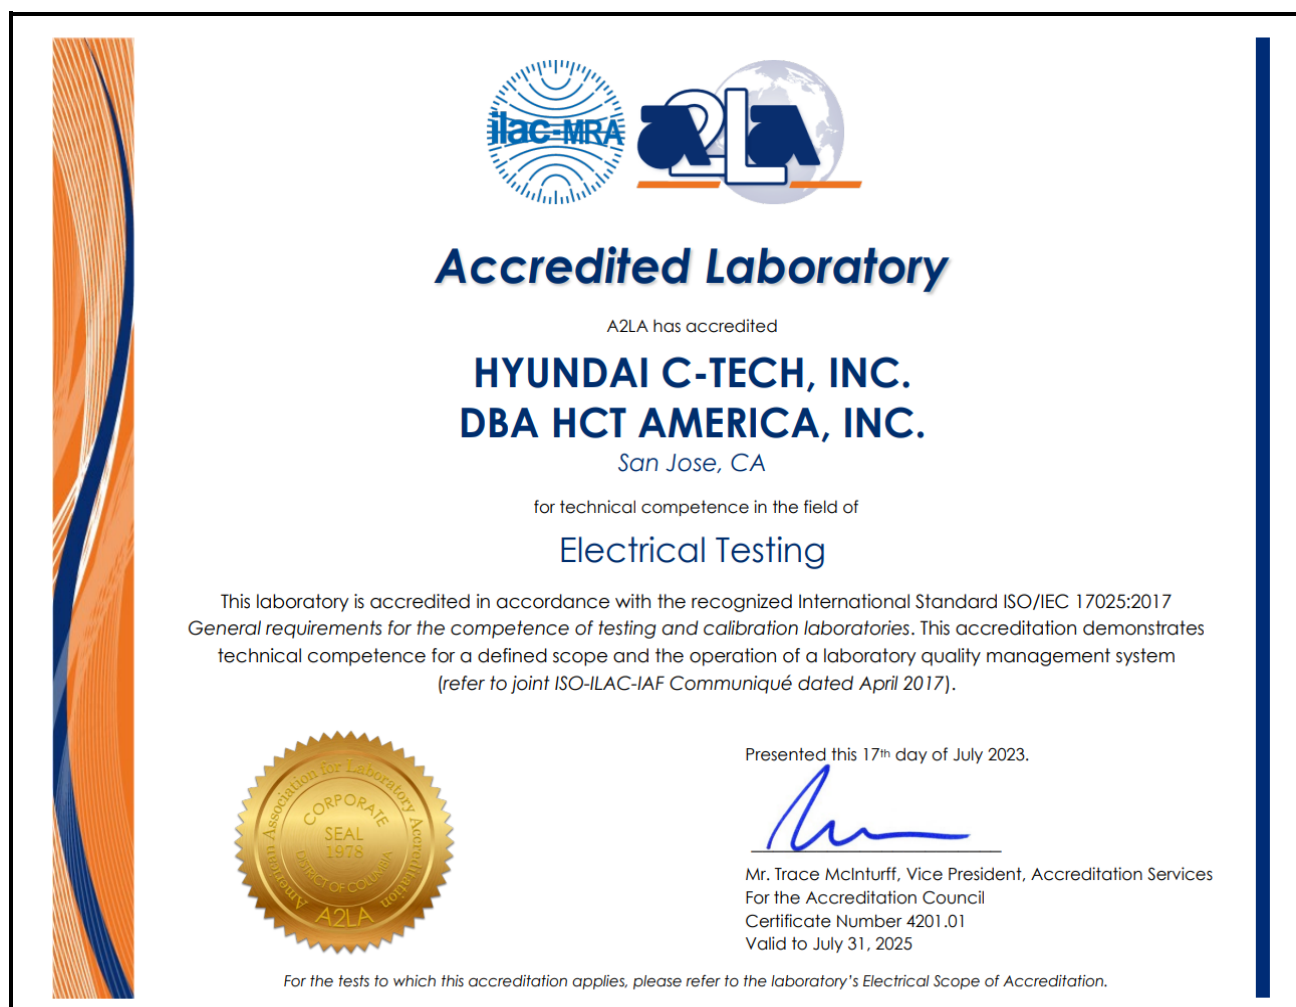 ilac-MRA
a2La
Accredited Laboratory
A2LA has accredited
HYUNDAI C-TECH, INC.
DBA HCT AMERICA, INC.
San Jose, CA
for technical competence in the field of
Electrical Testing
This laboratory is accredited in accordance with the recognized International Standard ISO/IEC 17025:2017
General requirements for the competence of testing and calibration laboratories. This accreditation demonstrates
technical competence for a defined scope and the operation of a laboratory quality management system
(refer to joint ISO-ILAC-IAF Communiqué dated April 2017).
American Association for Laboratory Accreditation
CORPORATE
SEAL
1978
DISTRICT OF COLUMBIA
A2LA
Presented this 17th day of July 2023.
Mr. Trace McInturff, Vice President, Accreditation Services
For the Accreditation Council
Certificate Number 4201.01
Valid to July 31, 2025
For the tests to which this accreditation applies, please refer to the laboratory’s Electrical Scope of Accreditation.